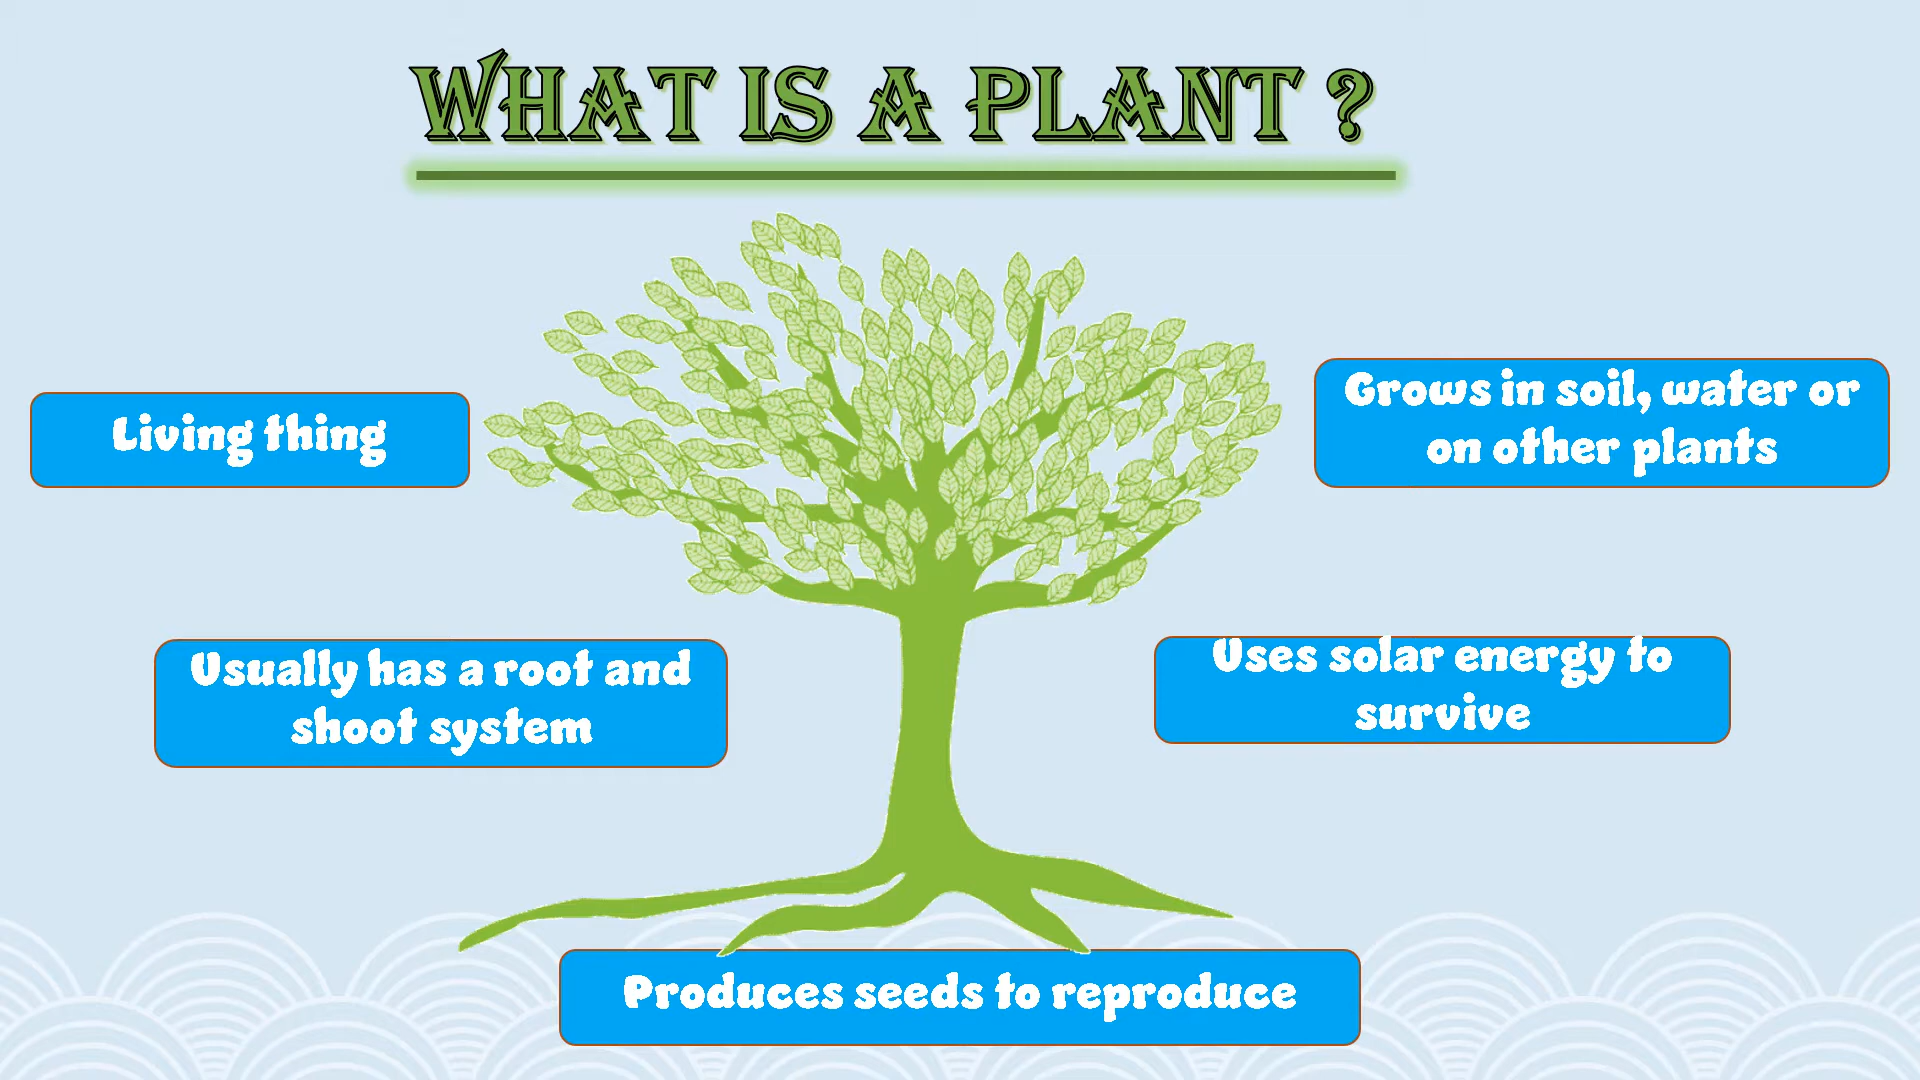 WHAT IS A PLANT ?
Living thing
Grows in soil, water or
on other plants
Usually has a root and
shoot system
Uses solar energy to
survive
Produces seeds to reproduce